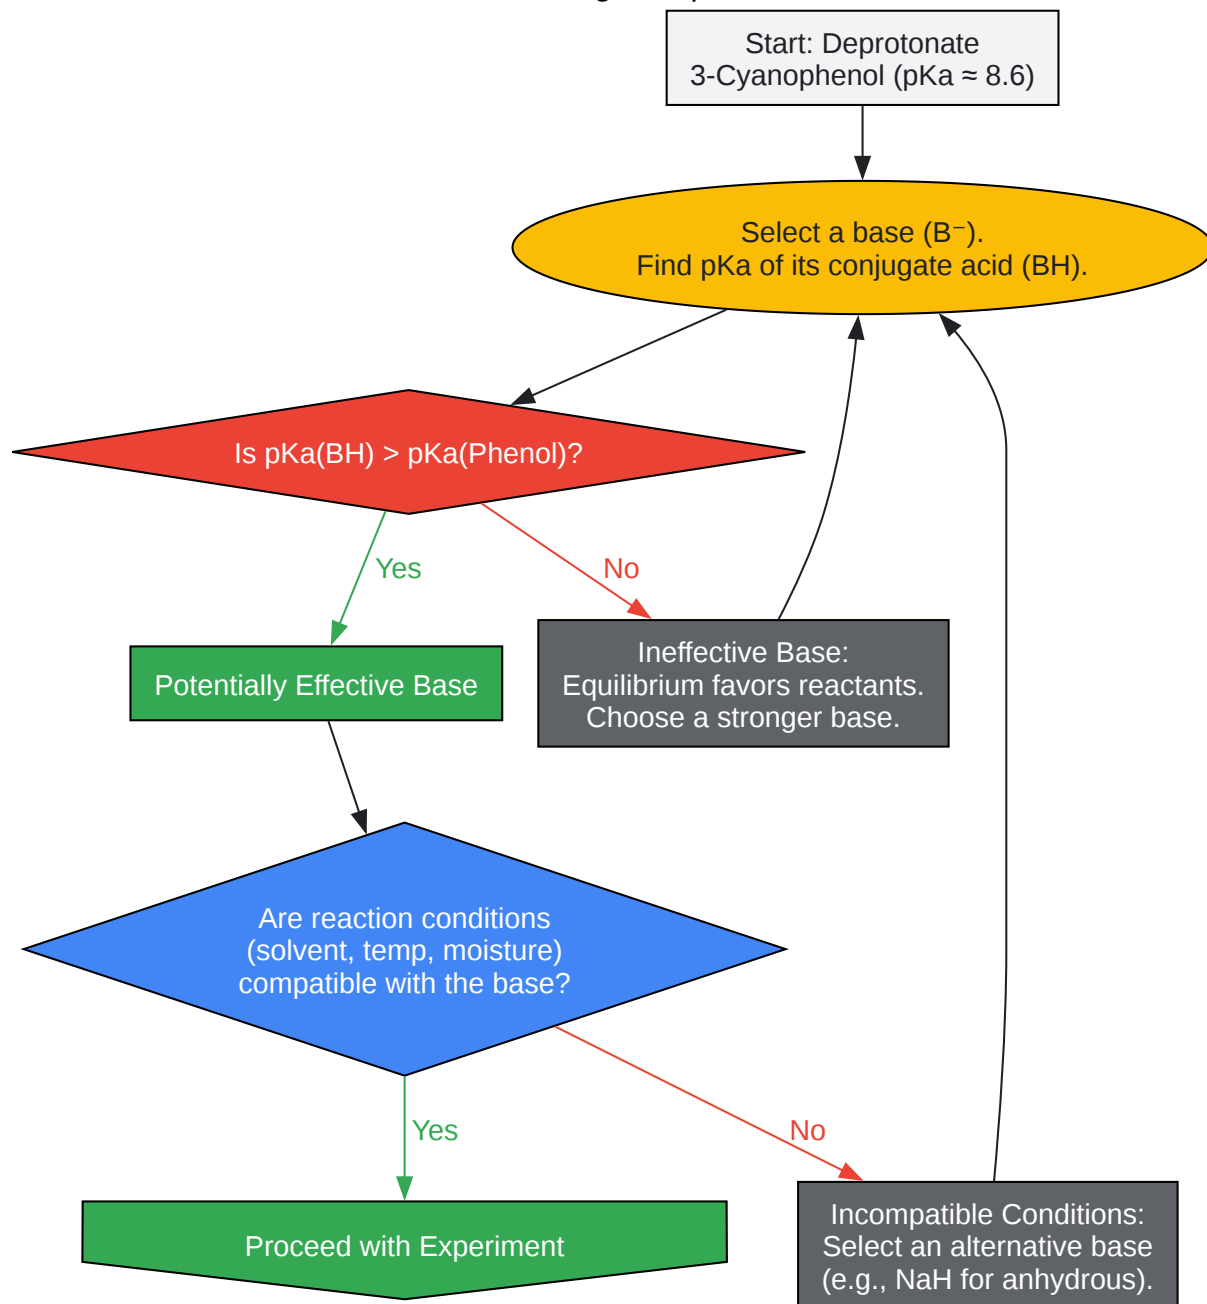 Start: Deprotonate
3-Cyanophenol (pKa ≈ 8.6)
Select a base (B⁻).
Find pKa of its conjugate acid (BH).
Is pKa(BH) > pKa(Phenol)?
Yes
No
Potentially Effective Base
Ineffective Base:
Equilibrium favors reactants.
Choose a stronger base.
Are reaction conditions
(solvent, temp, moisture)
compatible with the base?
Yes
No
Proceed with Experiment
Incompatible Conditions:
Select an alternative base
(e.g., NaH for anhydrous).